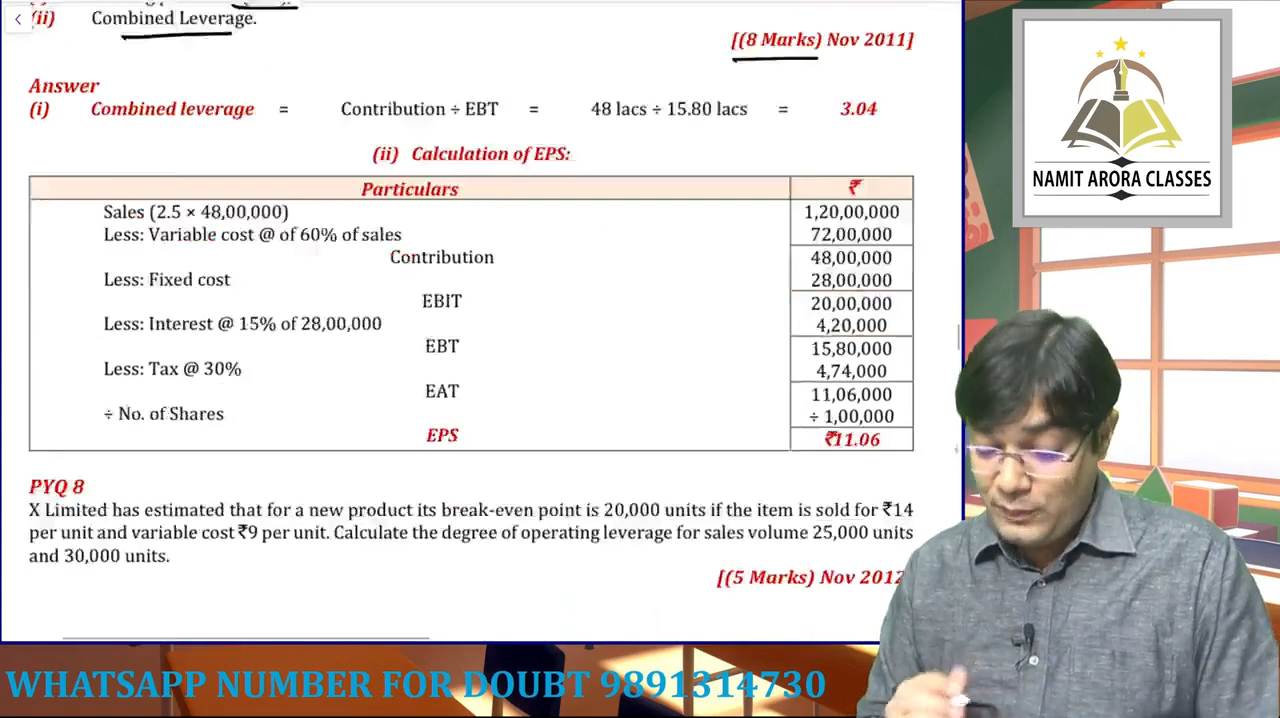 (ii) Combined Leverage.
[(8 Marks) Nov 2011]
Answer
(i) Combined leverage = Contribution ÷ EBT = 48 lacs ÷ 15.80 lacs = 3.04
(ii) Calculation of EPS:
Particulars ₹
Sales (2.5 × 48,00,000) 1,20,00,000
Less: Variable cost @ of 60% of sales 72,00,000
Contribution 48,00,000
Less: Fixed cost 28,00,000
EBIT 20,00,000
Less: Interest @ 15% of 28,00,000 4,20,000
EBT 15,80,000
Less: Tax @ 30% 4,74,000
EAT 11,06,000
÷ No. of Shares ÷ 1,00,000
EPS ₹11.06
PYQ 8
X Limited has estimated that for a new product its break-even point is 20,000 units if the item is sold for ₹14
per unit and variable cost ₹9 per unit. Calculate the degree of operating leverage for sales volume 25,000 units
and 30,000 units.
[(5 Marks) Nov 2012
NAMIT ARORA CLASSES
WHATSAPP NUMBER FOR DOUBT 9891314730